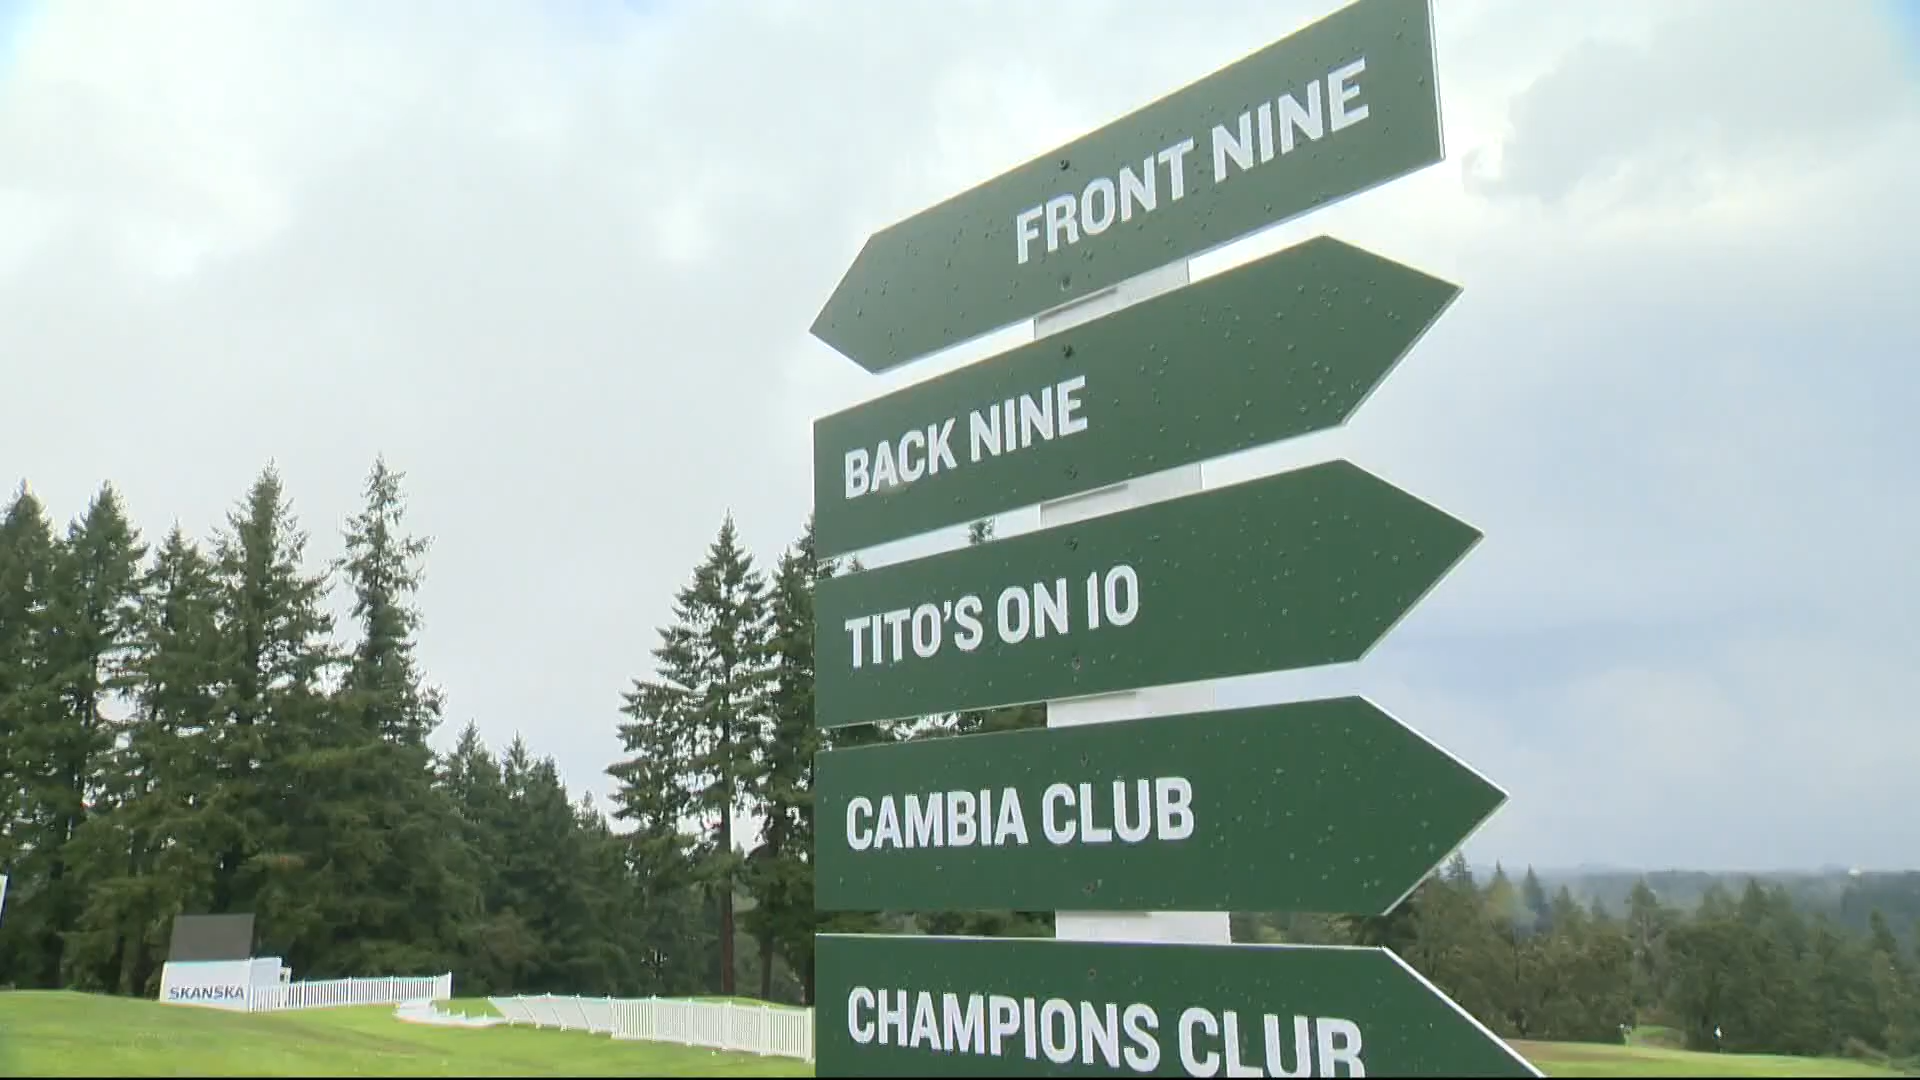 FRONT NINE
BACK NINE
TITO'S ON 10
CAMBIA CLUB
CHAMPIONS CLUB
SKANSKA